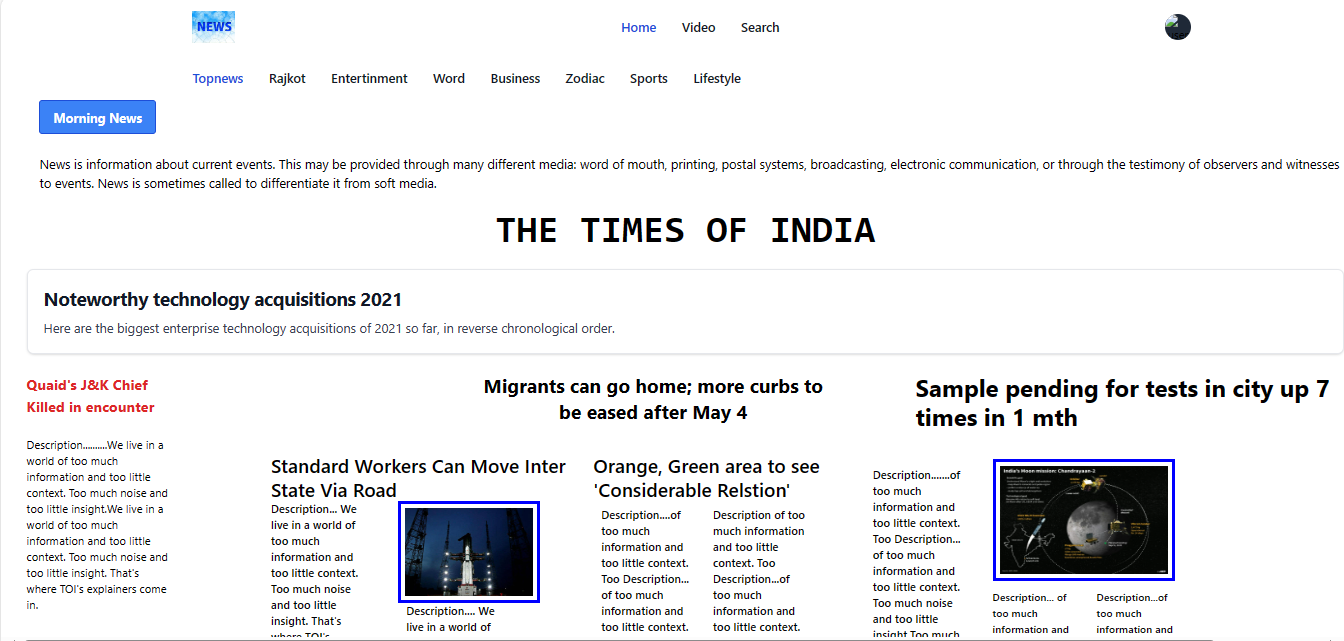 NEWS
Home Video Search
Topnews Rajkot Entertinment Word Business Zodiac Sports Lifestyle
Morning News
News is information about current events. This may be provided through many different media: word of mouth, printing, postal systems, broadcasting, electronic communication, or through the testimony of observers and witnesses
to events. News is sometimes called to differentiate it from soft media.
THE TIMES OF INDIA
Noteworthy technology acquisitions 2021
Here are the biggest enterprise technology acquisitions of 2021 so far, in reverse chronological order.
Quaid's J&K Chief
Killed in encounter
Description.........We live in a
world of too much
information and too little
context. Too much noise and
too little insight.We live in a
world of too much
information and too little
context. Too much noise and
too little insight. That's
where TOI's explainers come
in.
Migrants can go home; more curbs to
be eased after May 4
Standard Workers Can Move Inter
State Via Road
Description... We
live in a world of
too much
information and
too little context.
Too much noise
and too little
insight. That's
where TOI's
Description.... We
live in a world of
Orange, Green area to see
'Considerable Relstion'
Description....of
too much
information and
too little context.
Too Description...
of too much
information and
too little context.
Description of too
much information
and too little
context. Too
Description...of
too much
information and
too little context.
Sample pending for tests in city up 7
times in 1 mth
Description.......of
too much
information and
too little context.
Too Description...
of too much
information and
too little context.
Too much noise
and too little
insight Too much
India's Moon mission: Chandrayaan-2
Description... of
too much
information and
Description...of
too much
information and